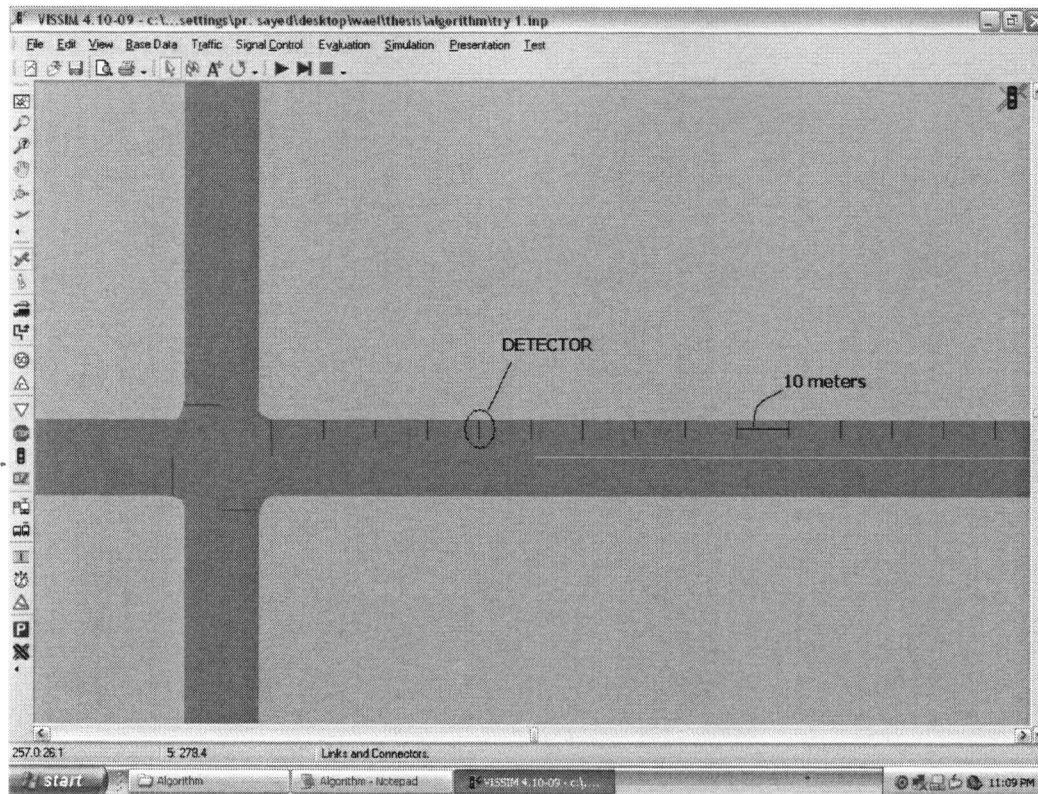 VISSIM 4.10-09 - c:\...settings\pr. sayed\desktop\wael\thesis\algorithm\try 1.inp
File Edit View Base Data Traffic Signal Control Evaluation Simulation Presentation Test
DETECTOR
10 meters
257.0:26.1 5: 278.4 Links and Connectors.
start Algorithm Algorithm - Notepad VISSIM 4.10-09 - c:\... 11:09 PM